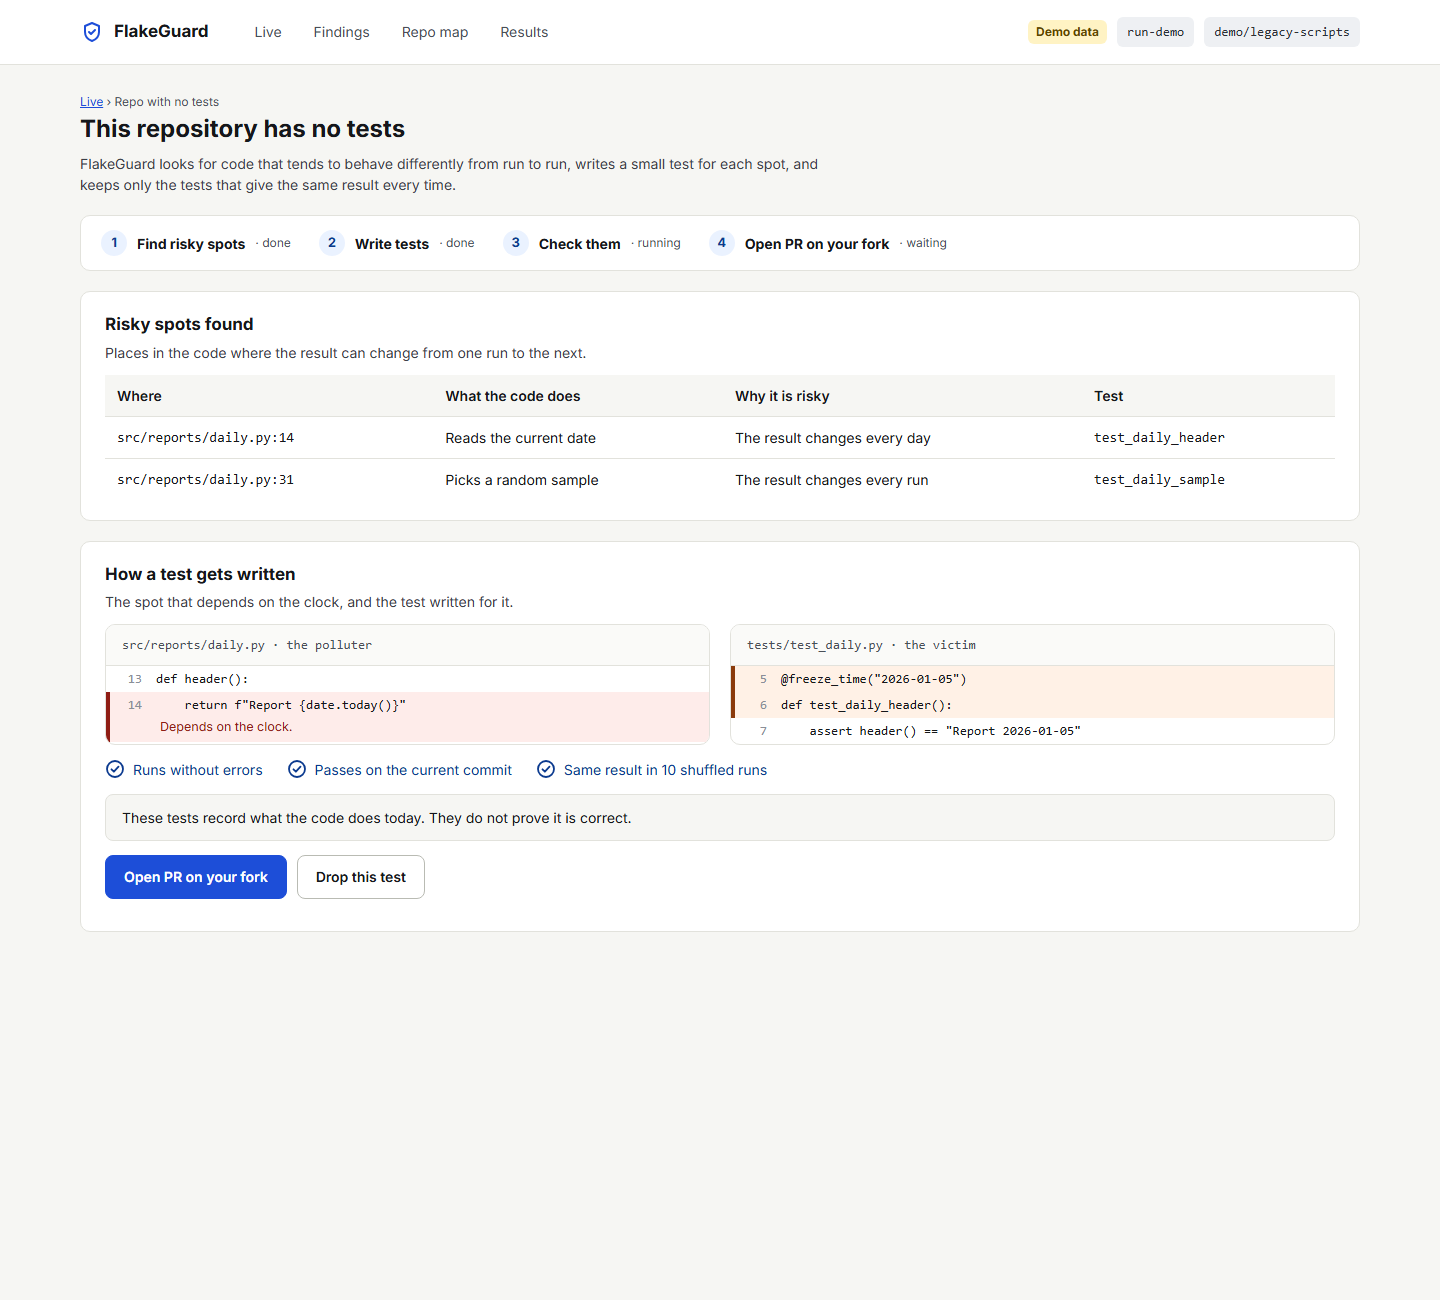 FlakeGuard Live Findings Repo map Results Demo data run-demo demo/legacy-scripts
Live › Repo with no tests
This repository has no tests
FlakeGuard looks for code that tends to behave differently from run to run, writes a small test for each spot, and
keeps only the tests that give the same result every time.
1 Find risky spots · done 2 Write tests · done 3 Check them · running 4 Open PR on your fork · waiting
Risky spots found
Places in the code where the result can change from one run to the next.
Where What the code does Why it is risky Test
src/reports/daily.py:14 Reads the current date The result changes every day test_daily_header
src/reports/daily.py:31 Picks a random sample The result changes every run test_daily_sample
How a test gets written
The spot that depends on the clock, and the test written for it.
src/reports/daily.py · the polluter
13 def header():
14 return f"Report {date.today()}"
Depends on the clock.
tests/test_daily.py · the victim
5 @freeze_time("2026-01-05")
6 def test_daily_header():
7 assert header() == "Report 2026-01-05"
Runs without errors Passes on the current commit Same result in 10 shuffled runs
These tests record what the code does today. They do not prove it is correct.
Open PR on your fork Drop this test